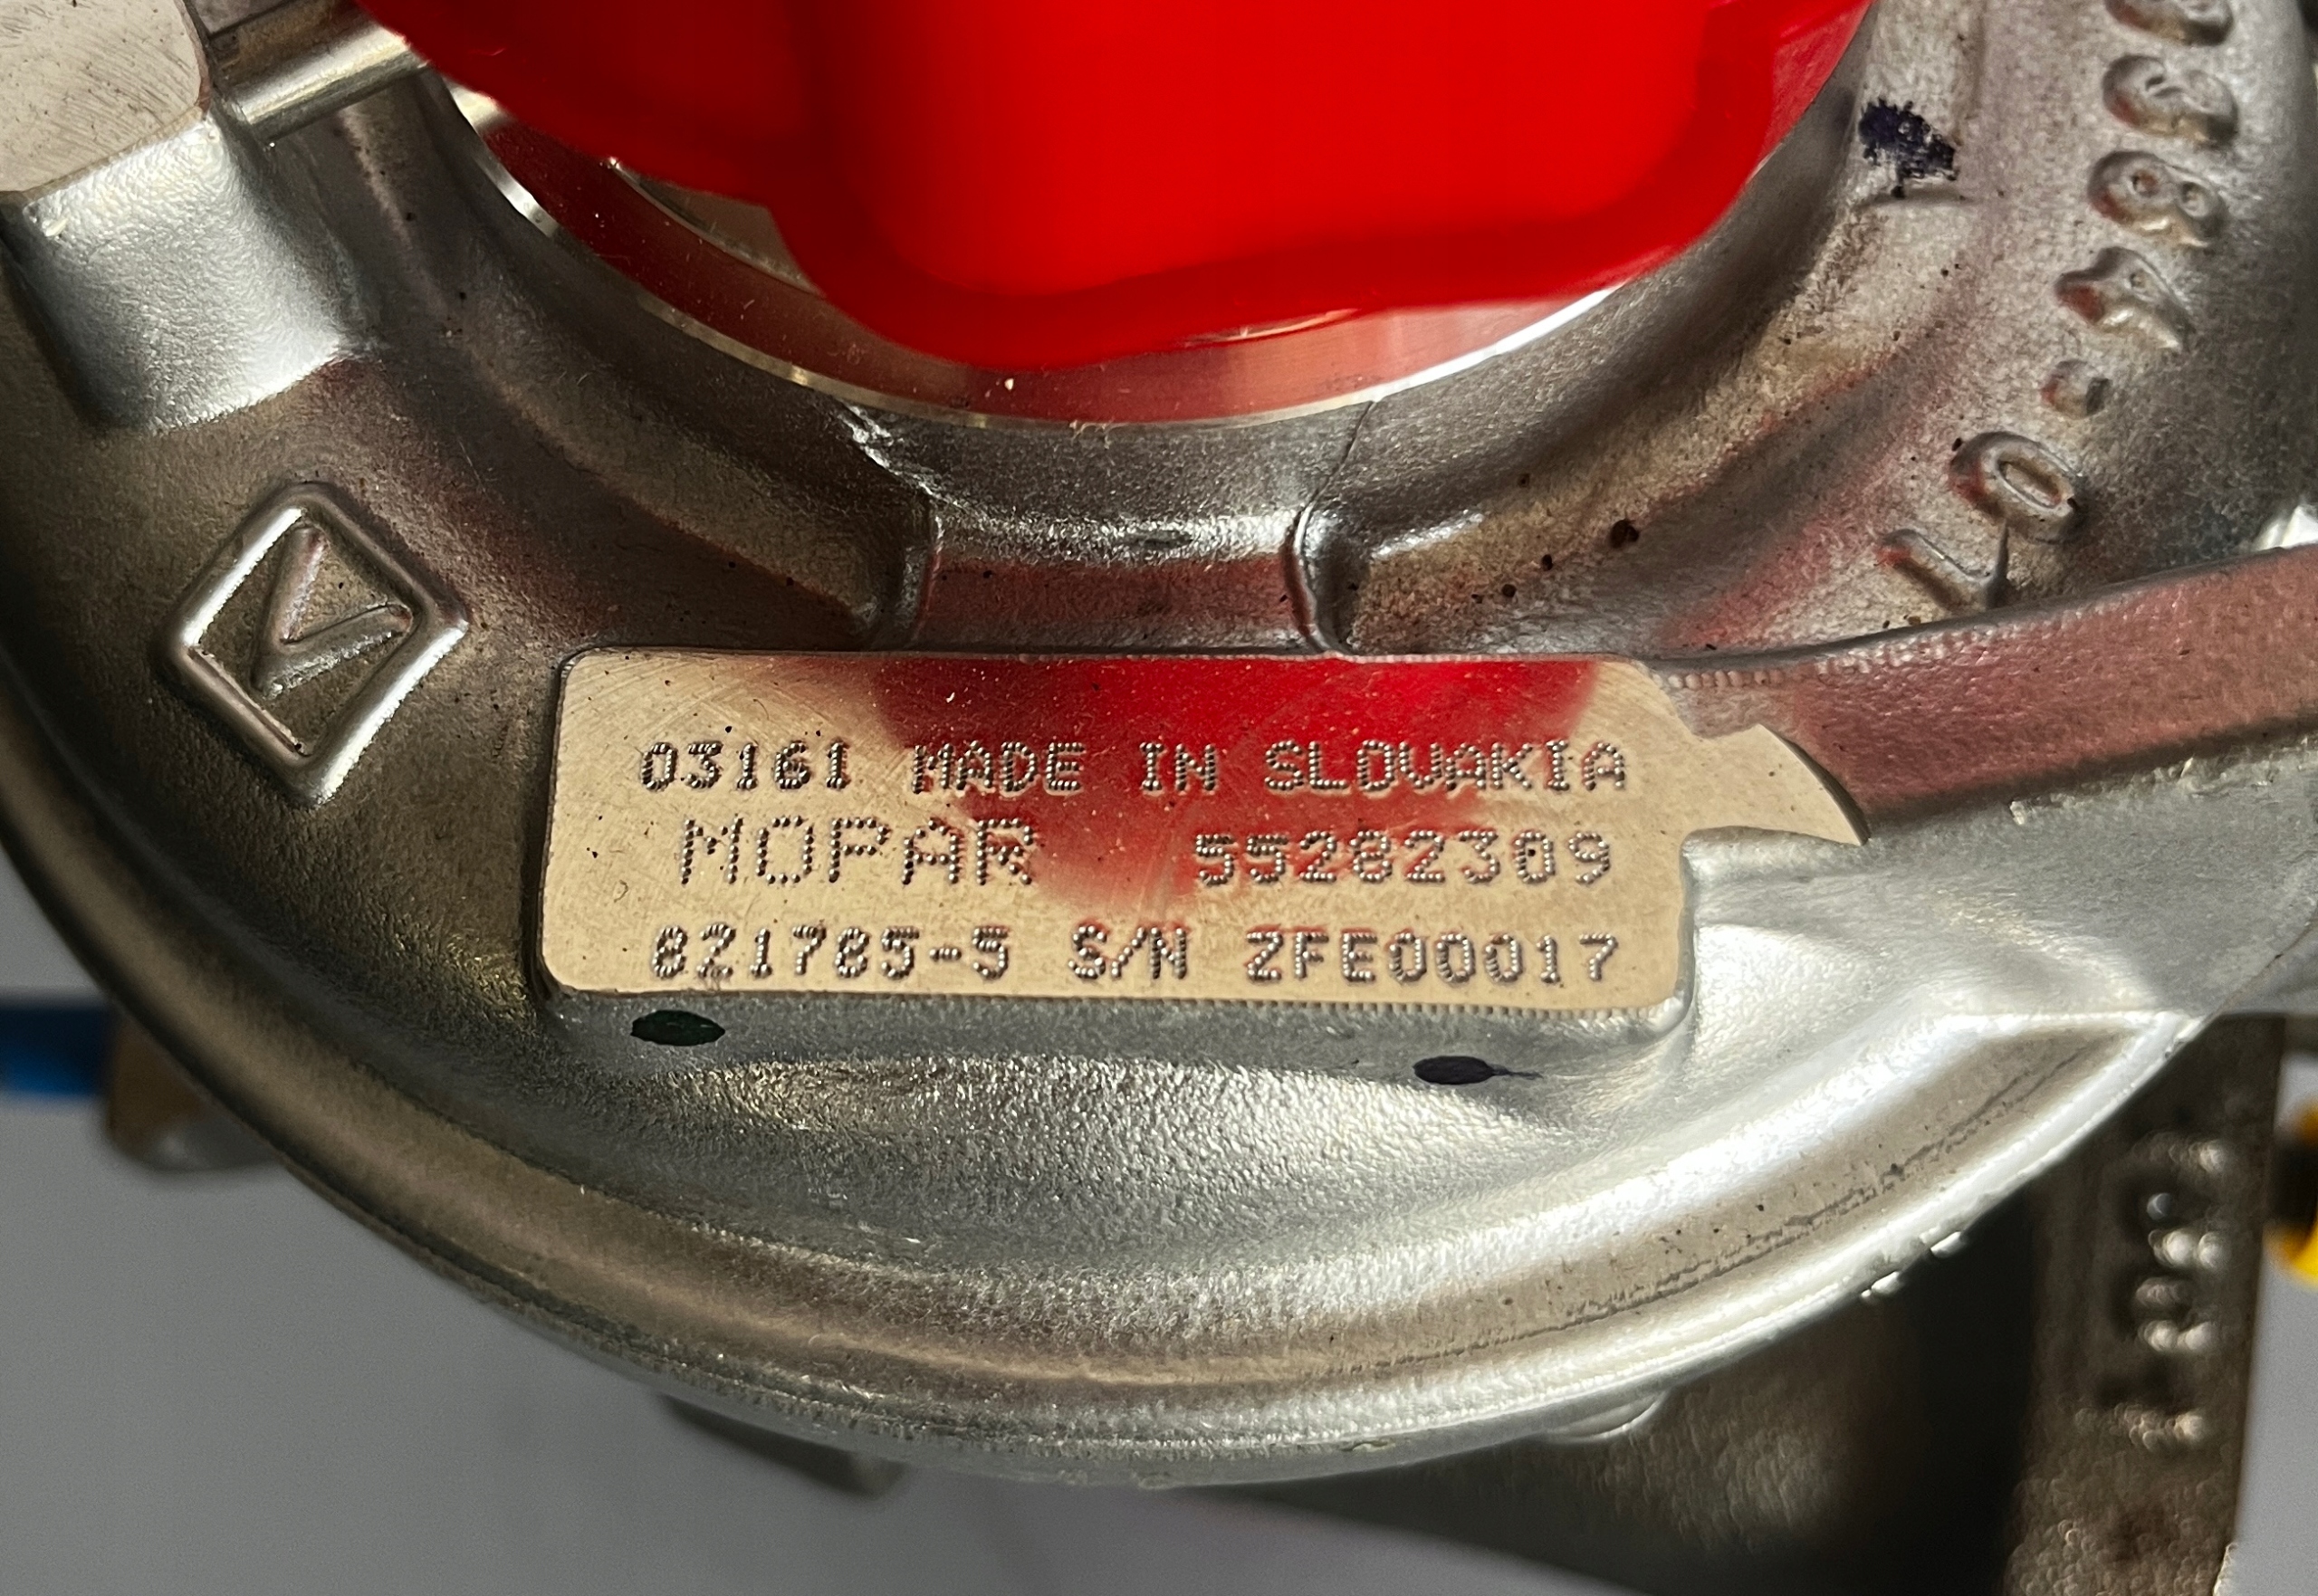 03161 MADE IN SLOVAKIA
MOPAR 55282309
821785-5 S/N ZFE00017